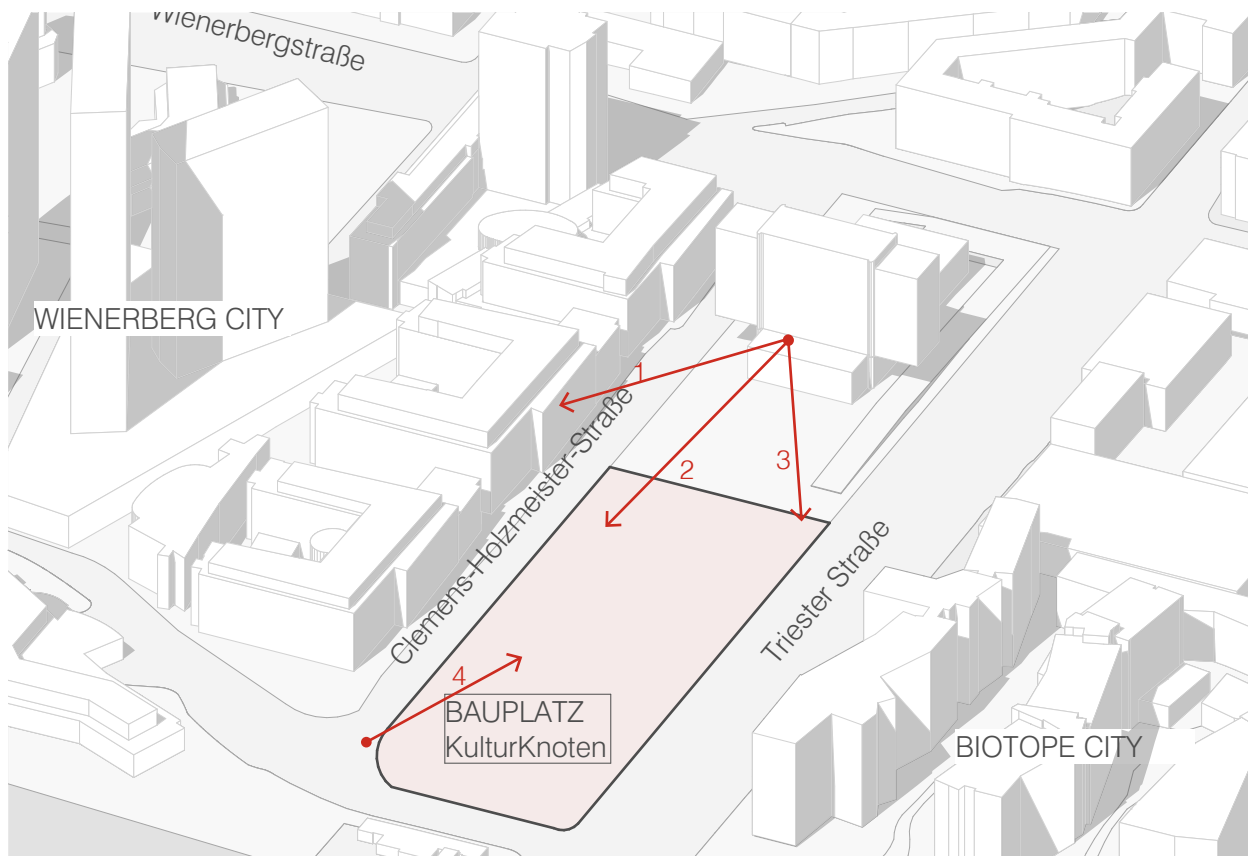 Wienerbergstraße
WIENERBERG CITY
1
2
3
Clemens-Holzmeister-Straße
Triester Straße
4
BAUPLATZ
KulturKnoten
BIOTOPE CITY